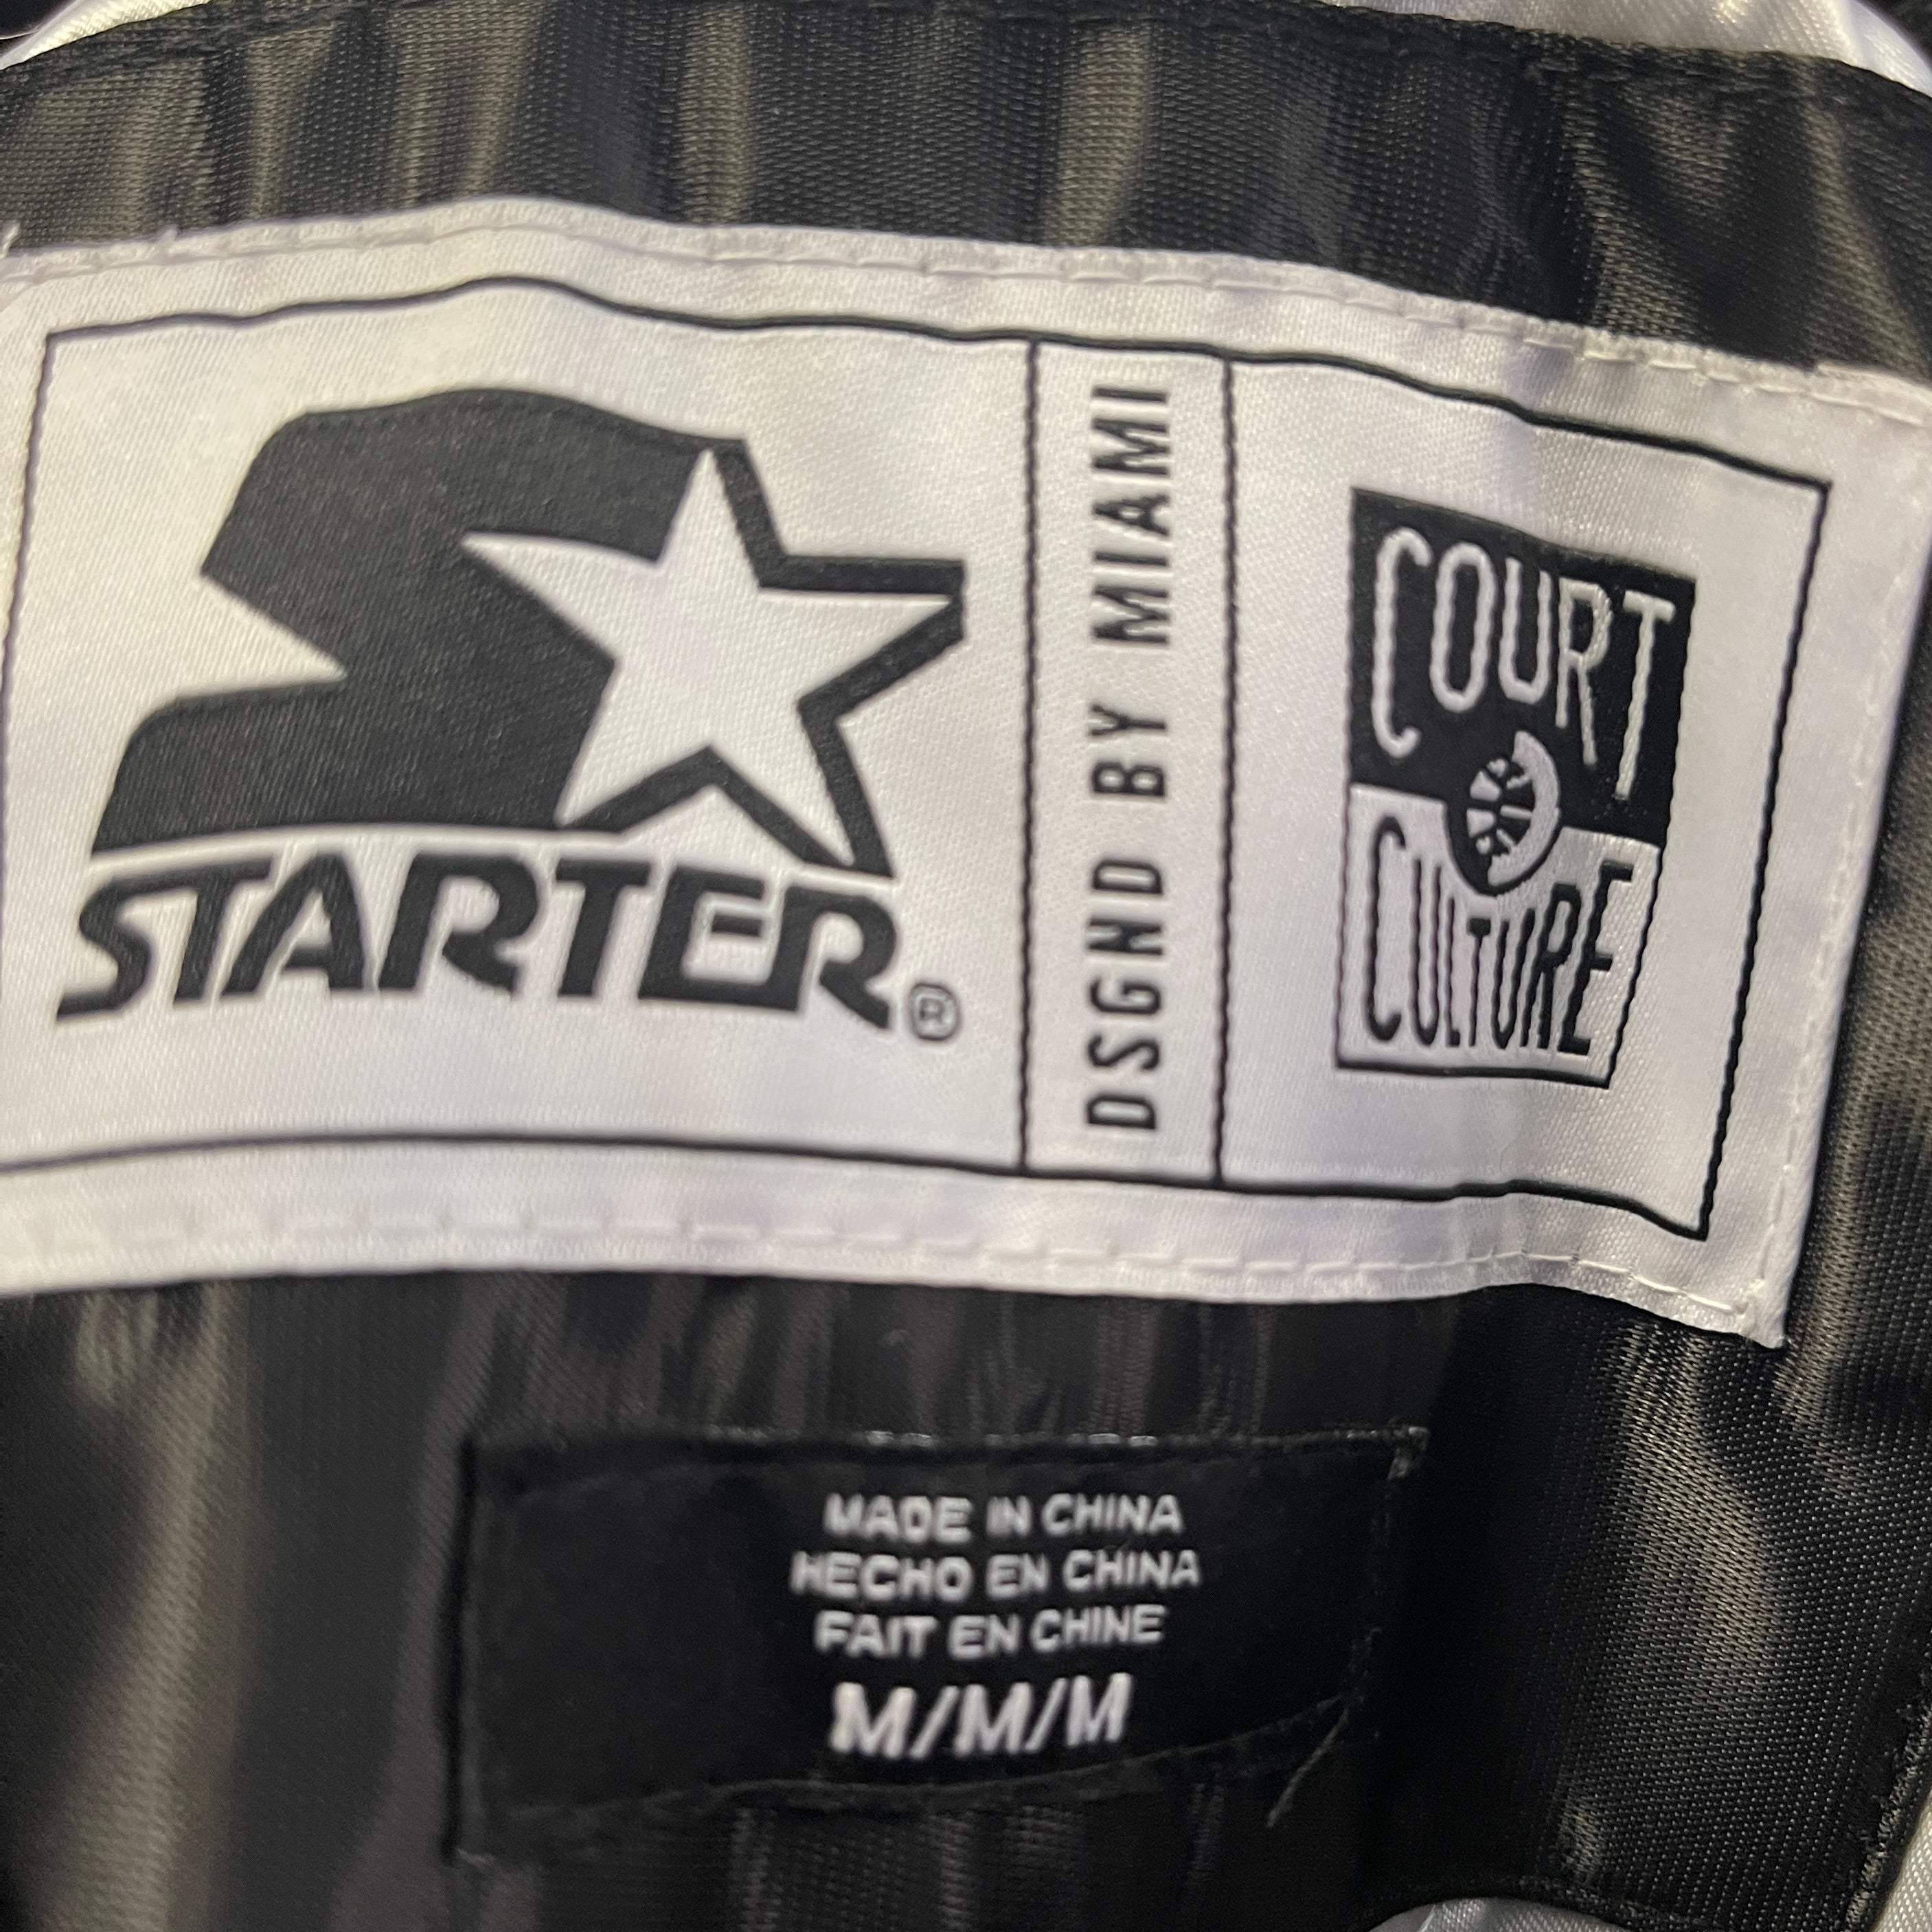 STARTER®
DSGND BY MIAMI
COURT
CULTURE
MADE IN CHINA
HECHO EN CHINA
FAIT EN CHINE
M/M/M